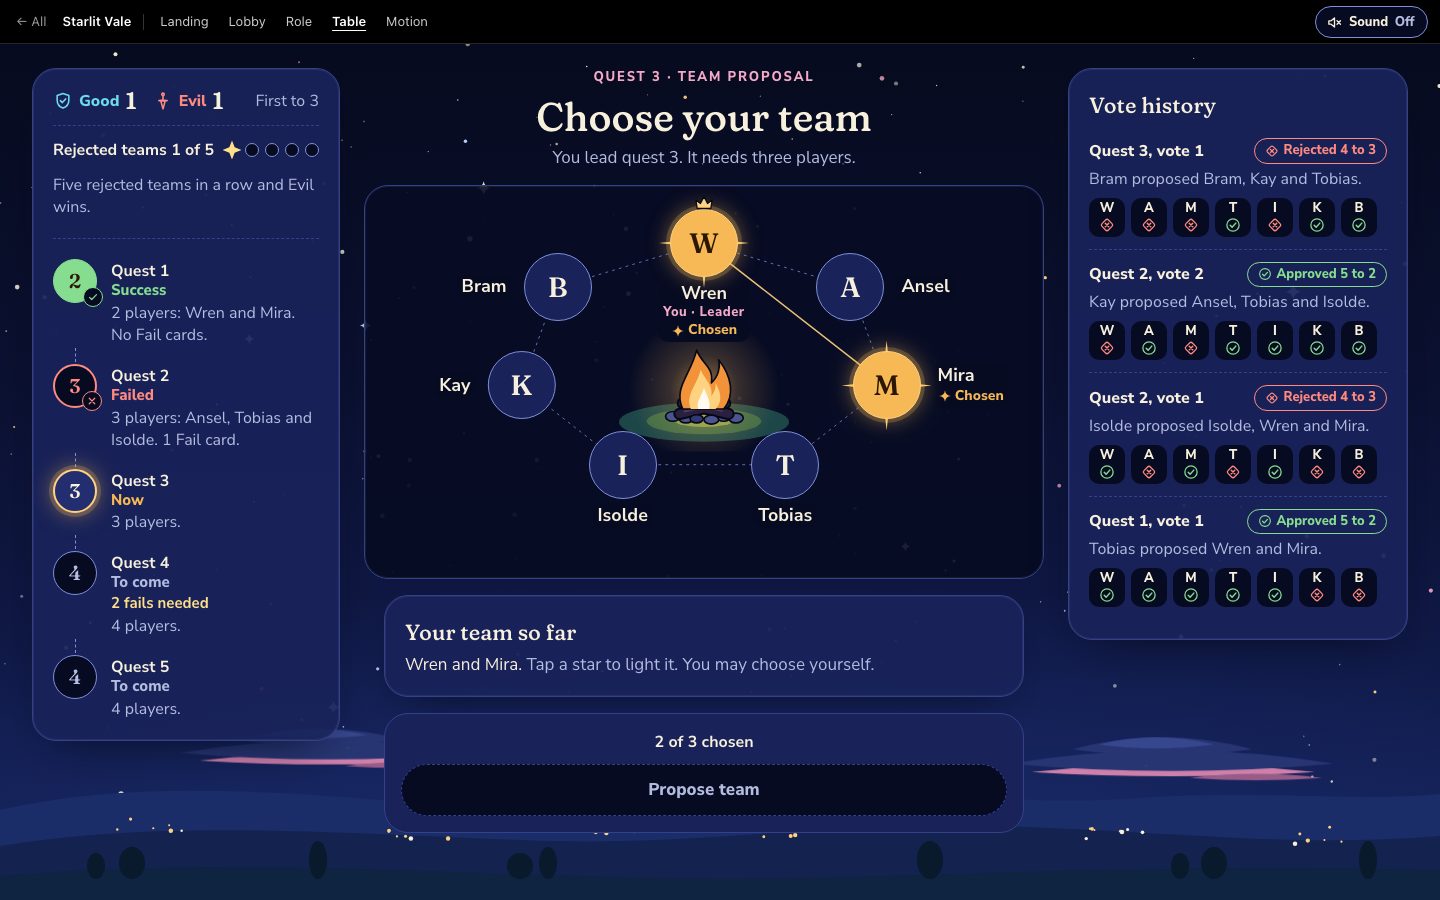 ← All Starlit Vale Landing Lobby Role Table Motion Sound Off
Good 1 Evil 1 First to 3
Rejected teams 1 of 5
Five rejected teams in a row and Evil
wins.
2
Quest 1
Success
2 players: Wren and Mira.
No Fail cards.
3
Quest 2
Failed
3 players: Ansel, Tobias and
Isolde. 1 Fail card.
3
Quest 3
Now
3 players.
4
Quest 4
To come
2 fails needed
4 players.
4
Quest 5
To come
4 players.
QUEST 3 · TEAM PROPOSAL
Choose your team
You lead quest 3. It needs three players.
W
Wren
You · Leader
Chosen
Bram B
A Ansel
Kay K
M Mira
Chosen
I
Isolde
T
Tobias
Your team so far
Wren and Mira. Tap a star to light it. You may choose yourself.
2 of 3 chosen
Propose team
Vote history
Quest 3, vote 1 Rejected 4 to 3
Bram proposed Bram, Kay and Tobias.
W A M T I K B
Quest 2, vote 2 Approved 5 to 2
Kay proposed Ansel, Tobias and Isolde.
W A M T I K B
Quest 2, vote 1 Rejected 4 to 3
Isolde proposed Isolde, Wren and Mira.
W A M T I K B
Quest 1, vote 1 Approved 5 to 2
Tobias proposed Wren and Mira.
W A M T I K B